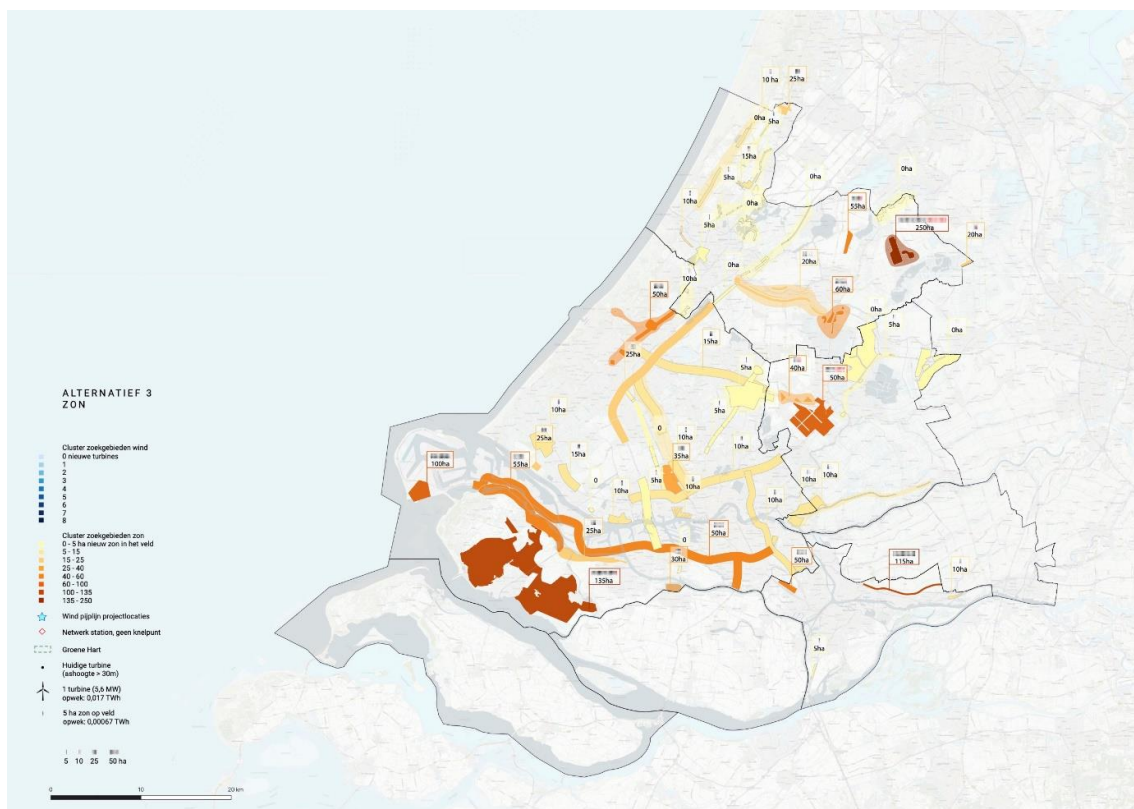 ALTERNATIEF 3
ZON
Cluster zoekgebieden wind
0 nieuwe turbines
1
2
3
4
5
6
7
8
Cluster zoekgebieden zon
0 - 5 ha nieuw zon in het veld
5 - 15
15 - 25
25 - 40
40 - 60
60 - 100
100 - 135
135 - 250
Wind pijplijn projectlocaties
Netwerk station, geen knelpunt
Groene Hart
Huidige turbine
(ashoogte > 30m)
1 turbine (5,6 MW)
opwek: 0,017 TWh
5 ha zon op veld
opwek: 0,00067 TWh
5 10 25 50 ha
0 10 20 km
10 ha
25ha
0ha
5ha
15ha
5ha
0ha
0ha
10ha
0ha
5ha
55ha
250ha
20ha
10ha
0ha
20ha
50ha
60ha
0ha
5ha
0ha
15ha
25ha
5ha
40ha
50ha
10ha
5ha
25ha
0
10ha
10ha
15ha
100ha
55ha
35ha
0
5ha
10ha
10ha
10ha
10ha
10ha
25ha
50ha
0
30ha
50ha
115ha
10ha
135ha
5ha